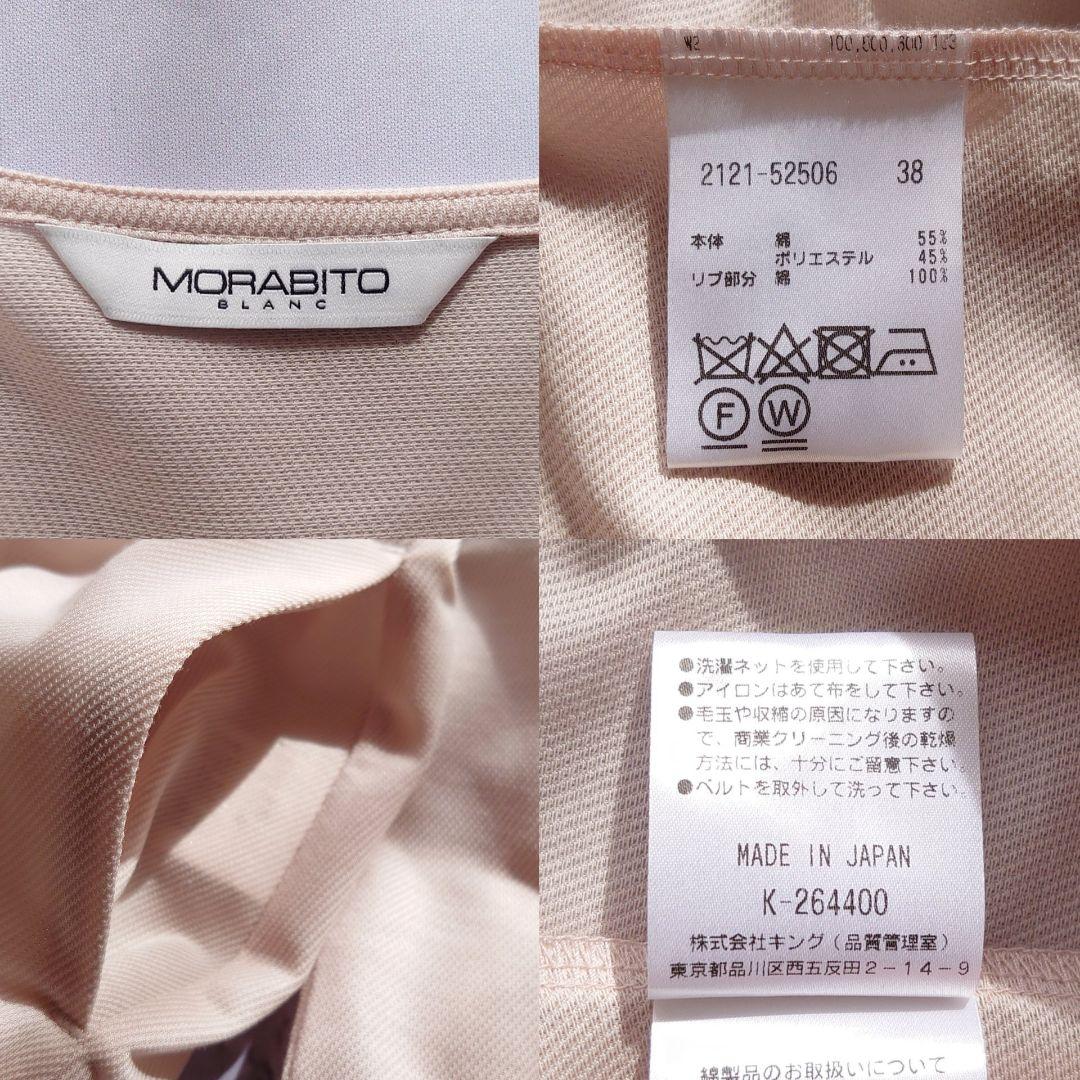 MORABITO
BLANC
W2
2121-52506 38
本体 綿 55%
ポリエステル 45%
リブ部分 綿 100%
F W
●洗濯ネットを使用して下さい。
●アイロンはあて布をして下さい。
●毛玉や収縮の原因になりますの
で、商業クリーニング後の乾燥
方法には、十分にご留意下さい
●ベルトを取外して洗って下さい。
MADE IN JAPAN
K-264400
株式会社キング(品質管理室)
東京都品川区西五反田2-14-9
綿製品のお取扱いについて